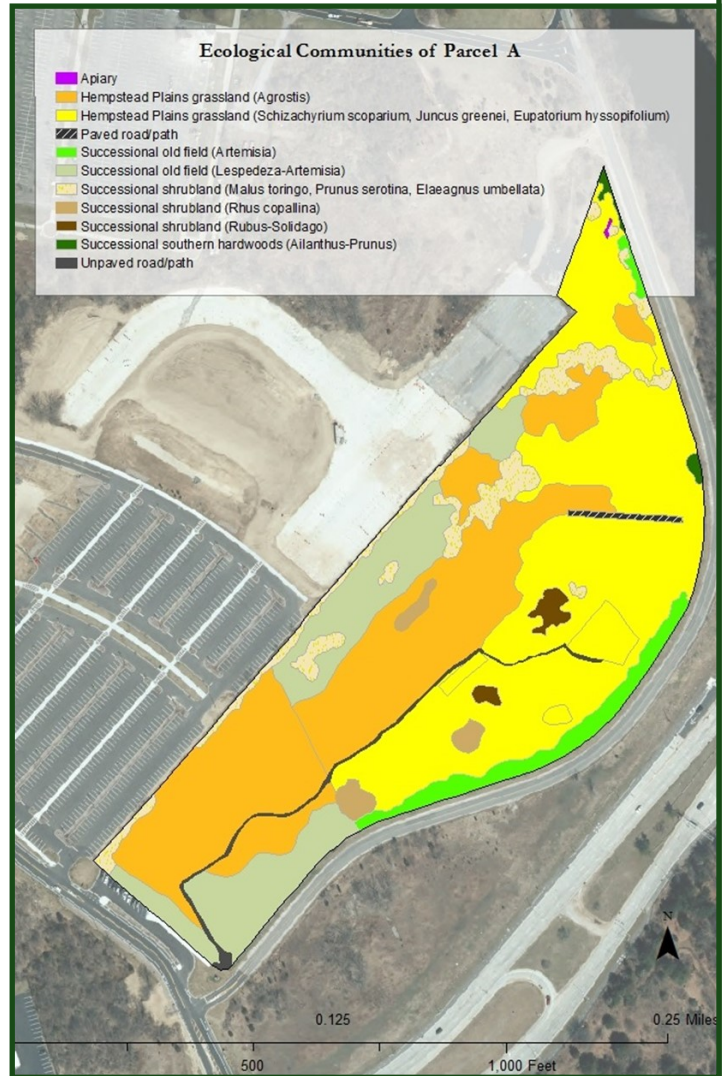 Ecological Communities of Parcel A
Apiary
Hempstead Plains grassland (Agrostis)
Hempstead Plains grassland (Schizachyrium scoparium, Juncus greenei, Eupatorium hyssopifolium)
Paved road/path
Successional old field (Artemisia)
Successional old field (Lespedeza-Artemisia)
Successional shrubland (Malus toringo, Prunus serotina, Elaeagnus umbellata)
Successional shrubland (Rhus copallina)
Successional shrubland (Rubus-Solidago)
Successional southern hardwoods (Ailanthus-Prunus)
Unpaved road/path
N
0.125 0.25 Miles
500 1,000 Feet